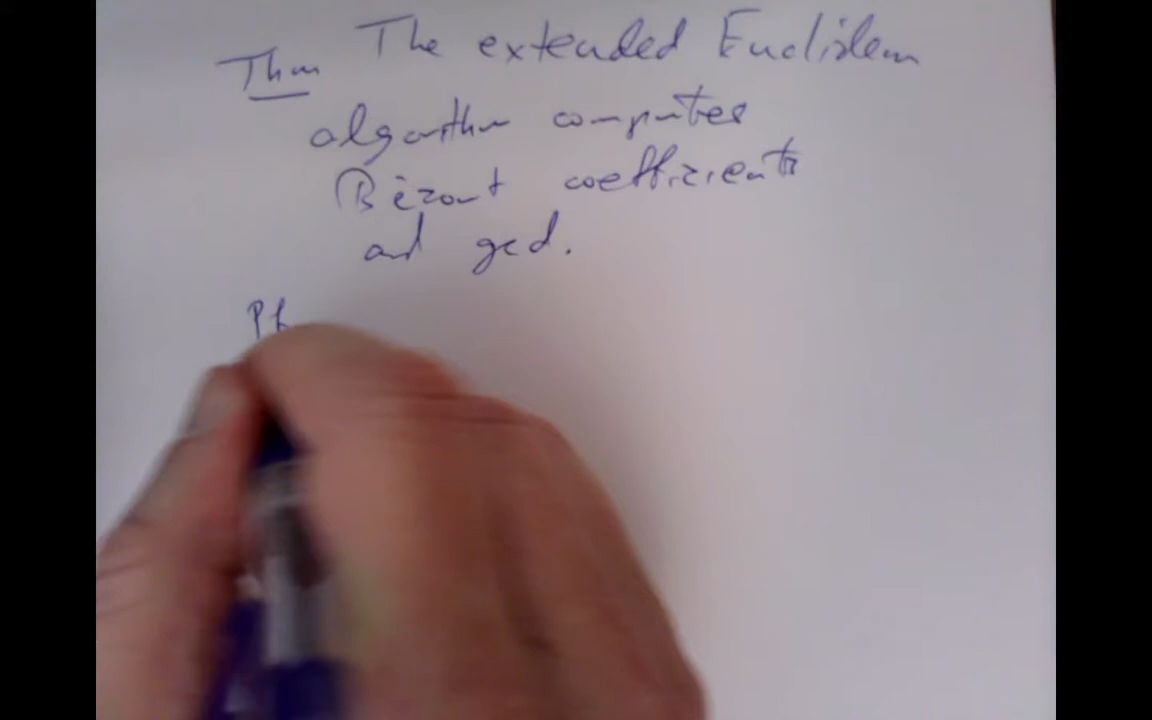 Thm The extended Euclidean
algorithm computes
Bézout coefficients
and gcd.
Pf